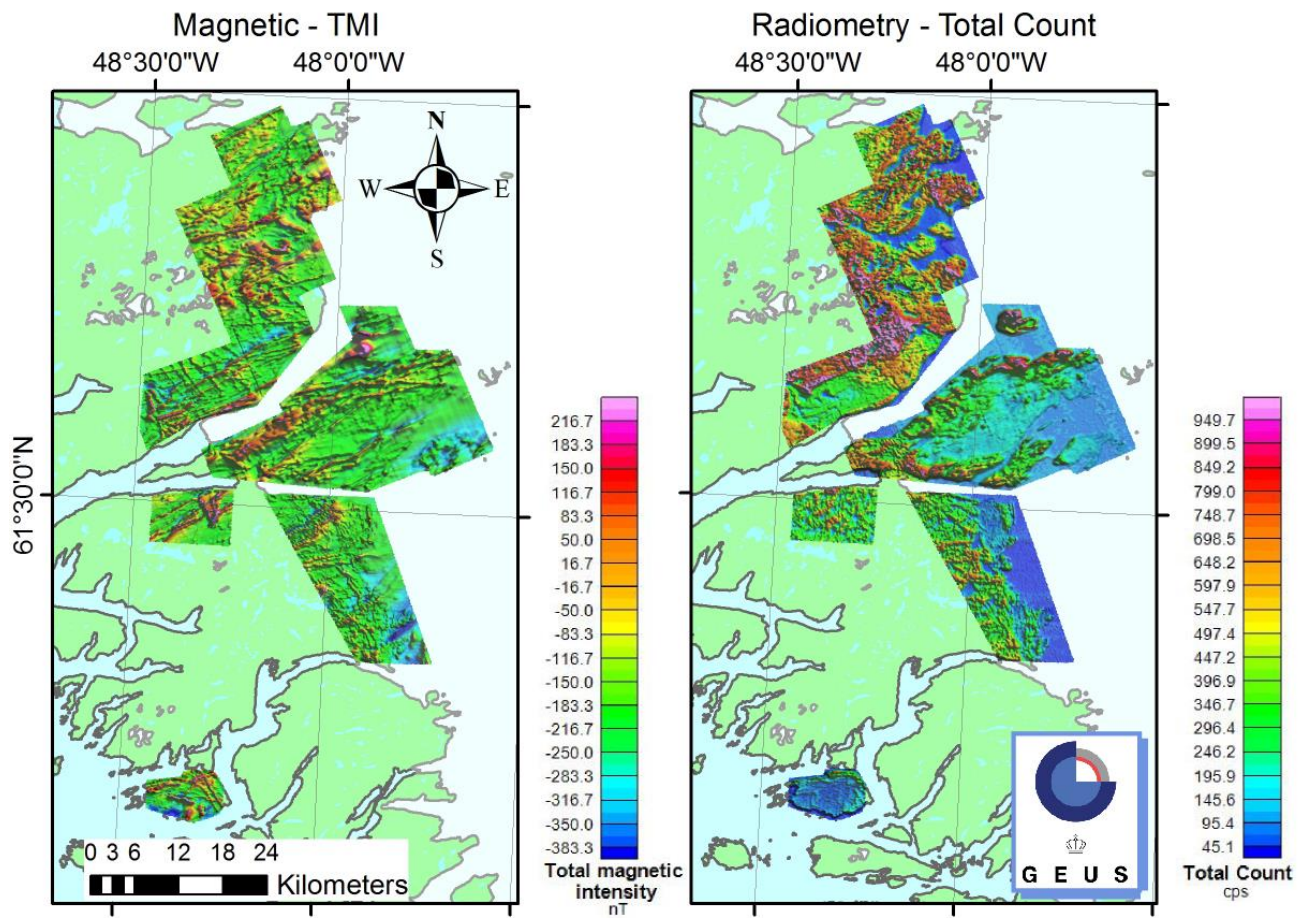 Magnetic - TMI
Radiometry - Total Count
48°30'0"W
48°0'0"W
48°30'0"W
48°0'0"W
N
W
E
S
61°30'0"N
216.7
183.3
150.0
116.7
83.3
50.0
16.7
-16.7
-50.0
-83.3
-116.7
-150.0
-183.3
-216.7
-250.0
-283.3
-316.7
-350.0
-383.3
Total magnetic
intensity
nT
949.7
899.5
849.2
799.0
748.7
698.5
648.2
597.9
547.7
497.4
447.2
396.9
346.7
296.4
246.2
195.9
145.6
95.4
45.1
Total Count
cps
0 3 6 12 18 24
Kilometers
G E U S